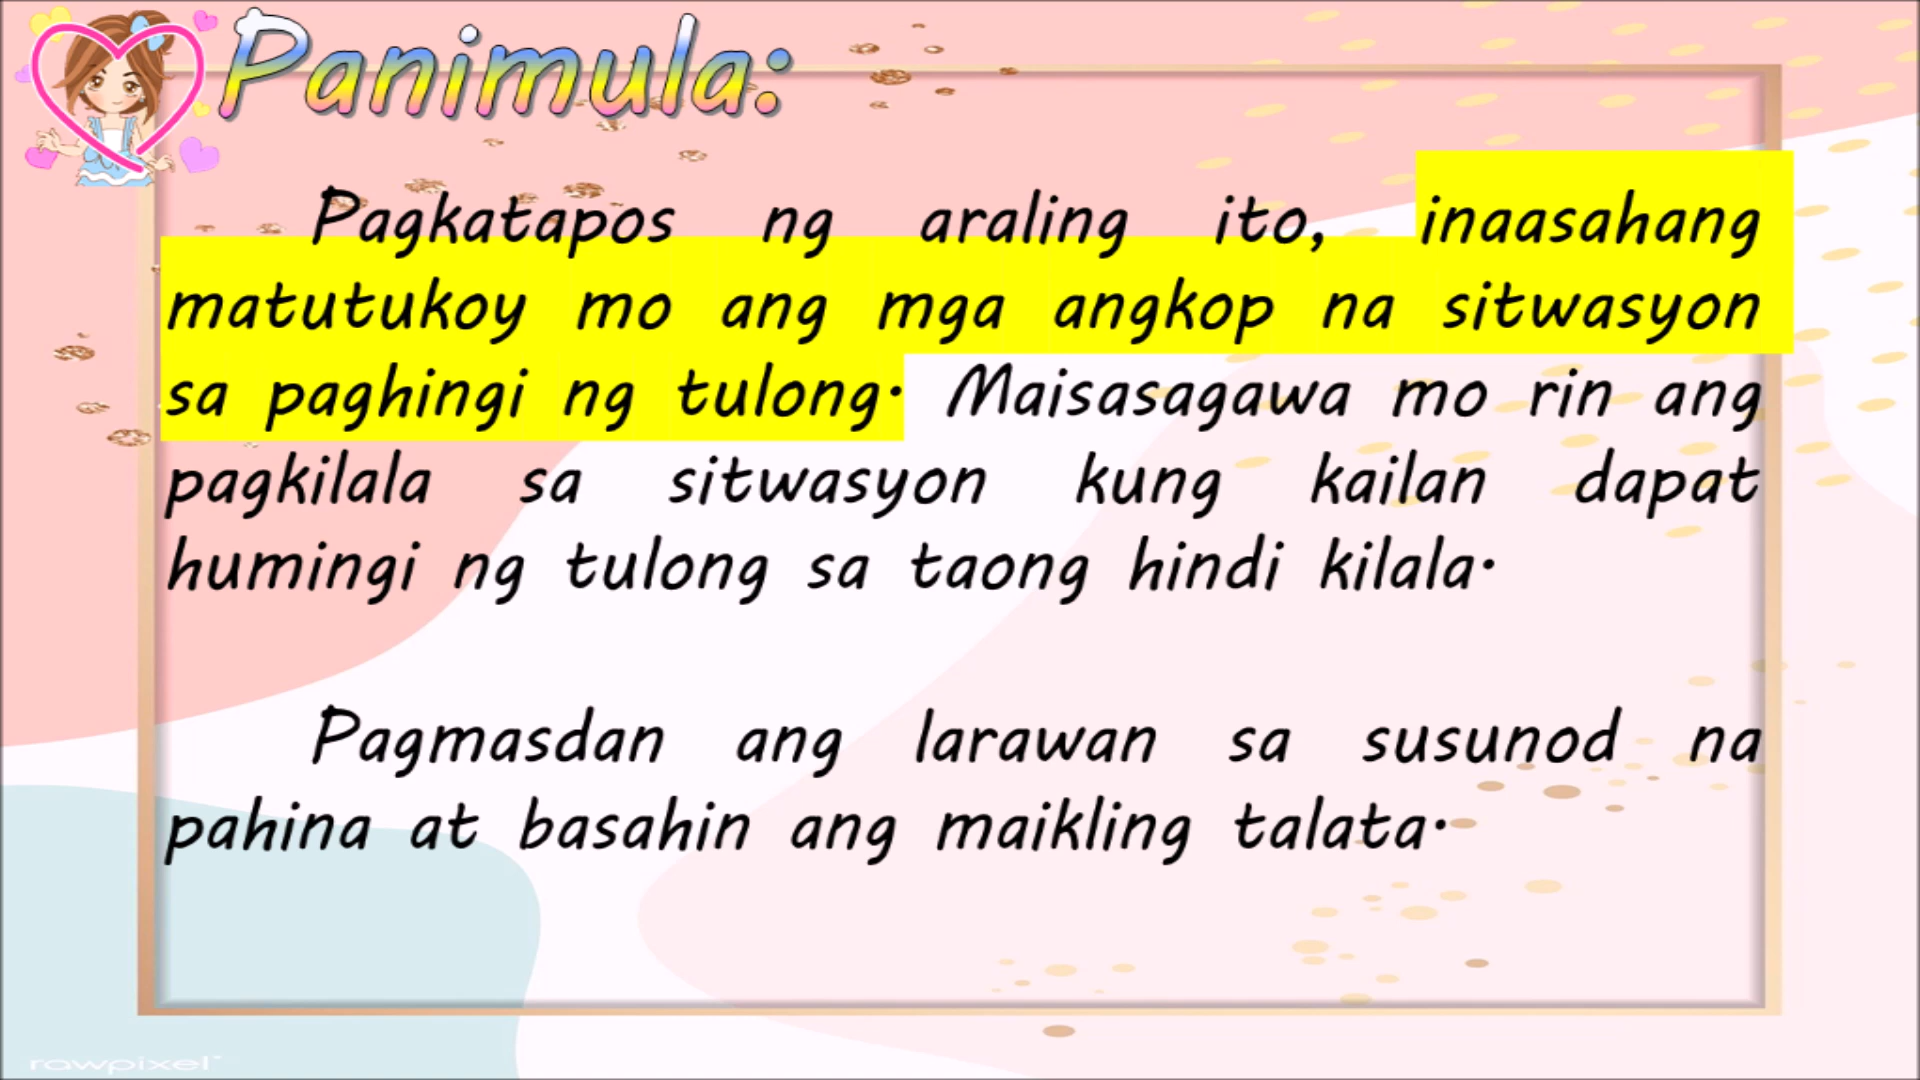 Panimula:
Pagkatapos ng araling ito, inaasahang
matutukoy mo ang mga angkop na sitwasyon
sa paghingi ng tulong. Maisasagawa mo rin ang
pagkilala sa sitwasyon kung kailan dapat
humingi ng tulong sa taong hindi kilala.
Pagmasdan ang larawan sa susunod na
pahina at basahin ang maikling talata.
rawpixel